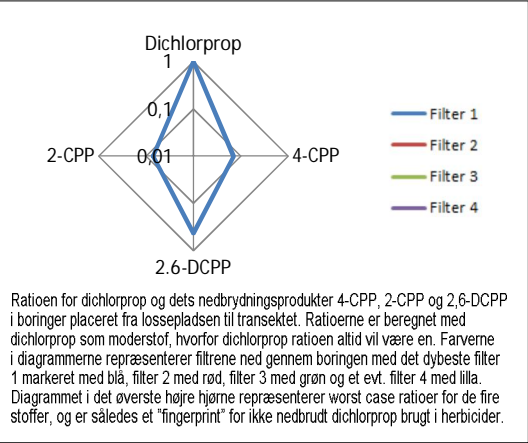 Dichlorprop
1
0,1
2-CPP
0,01
4-CPP
2.6-DCPP
Filter 1
Filter 2
Filter 3
Filter 4
Ratioen for dichlorprop og dets nedbrydningsprodukter 4-CPP, 2-CPP og 2,6-DCPP
i boringer placeret fra lossepladsen til transektet. Ratioerne er beregnet med
dichlorprop som moderstof, hvorfor dichlorprop ratioen altid vil være en. Farverne
i diagrammerne repræsenterer filtrene ned gennem boringen med det dybeste filter
1 markeret med blå, filter 2 med rød, filter 3 med grøn og et evt. filter 4 med lilla.
Diagrammet i det øverste højre hjørne repræsenterer worst case ratioer for de fire
stoffer, og er således et ”fingerprint” for ikke nedbrudt dichlorprop brugt i herbicider.